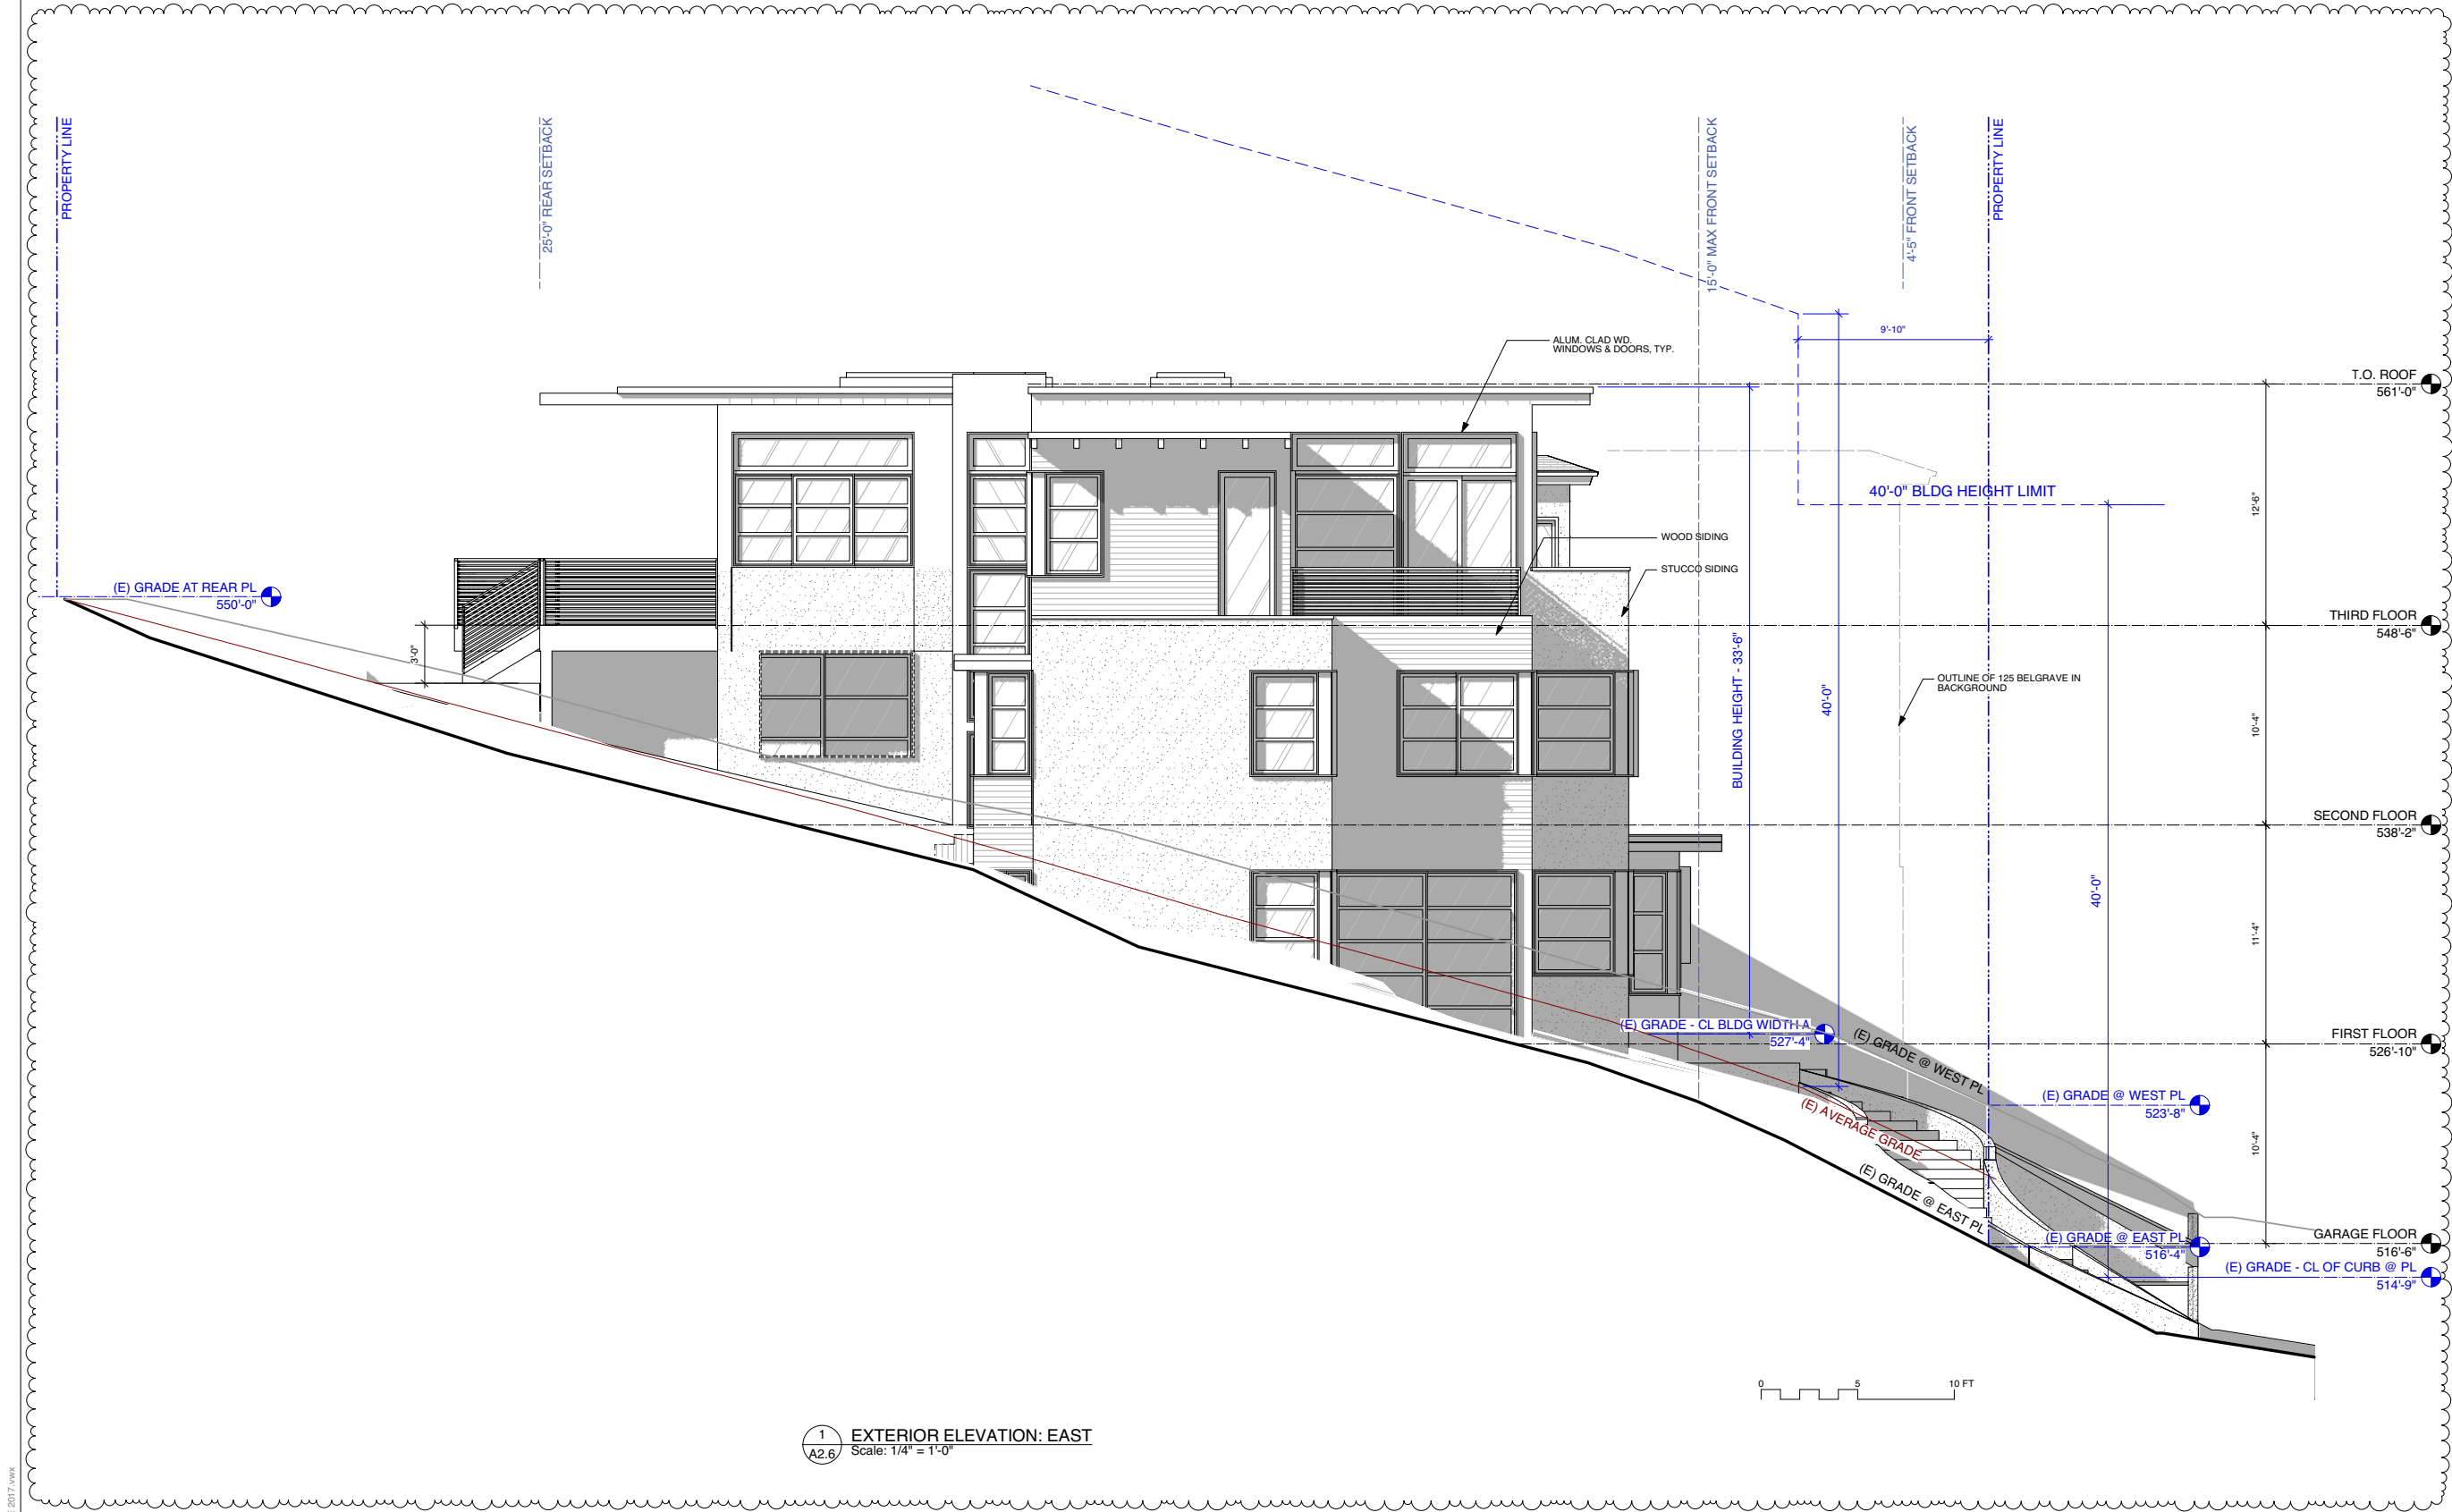 PROPERTY LINE
25'-0" REAR SETBACK
15'-0" MAX FRONT SETBACK
4'-5" FRONT SETBACK
PROPERTY LINE
9'-10"
ALUM. CLAD WD.
WINDOWS & DOORS, TYP.
T.O. ROOF
561'-0"
40'-0" BLDG HEIGHT LIMIT
12'-6"
WOOD SIDING
STUCCO SIDING
(E) GRADE AT REAR PL
550'-0"
THIRD FLOOR
548'-6"
3'-0"
BUILDING HEIGHT - 33'-6"
40'-0"
OUTLINE OF 125 BELGRAVE IN
BACKGROUND
10'-4"
SECOND FLOOR
538'-2"
40'-0"
11'-4"
(E) GRADE - CL BLDG WIDTH A
527'-4"
(E) GRADE @ WEST PL
FIRST FLOOR
526'-10"
(E) GRADE @ WEST PL
523'-8"
(E) AVERAGE GRADE
10'-4"
(E) GRADE @ EAST PL
(E) GRADE @ EAST PL
516'-4"
GARAGE FLOOR
516'-6"
(E) GRADE - CL OF CURB @ PL
514'-9"
0 5 10 FT
1
A2.6
EXTERIOR ELEVATION: EAST
Scale: 1/4" = 1'-0"
2017.vwx